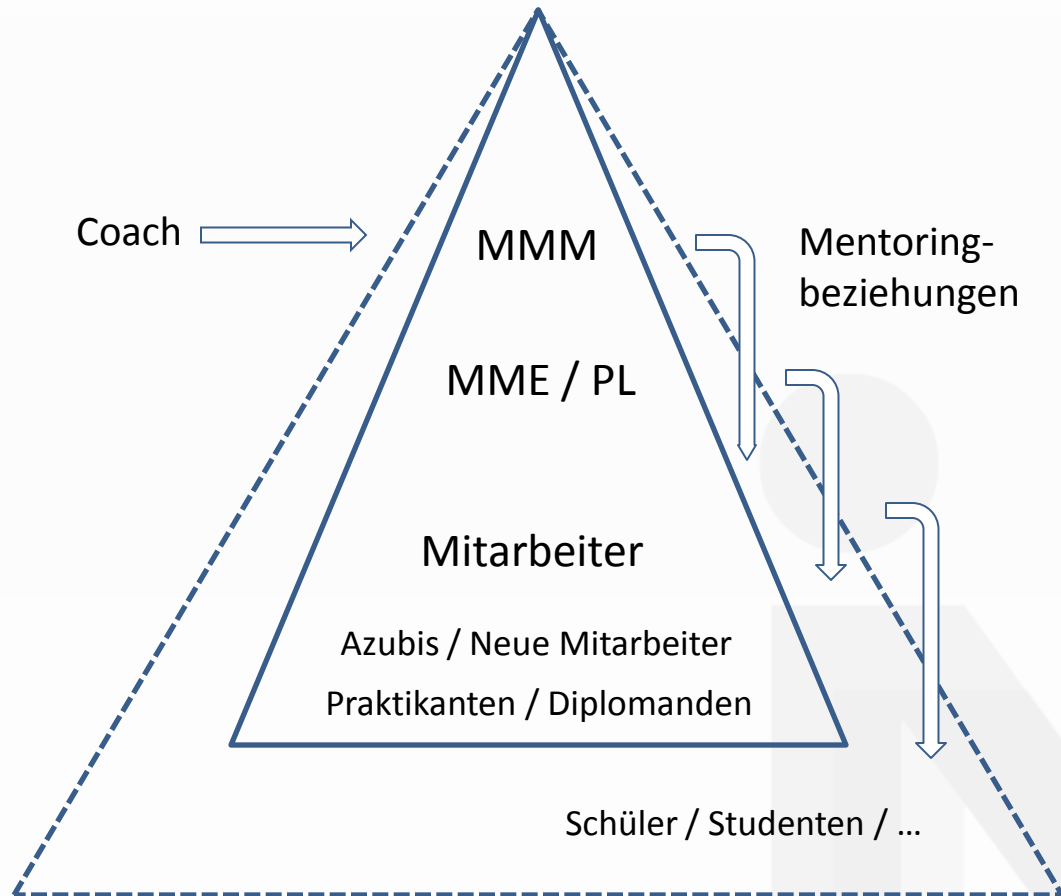 Coach
MMM
Mentoring-
beziehungen
MME / PL
Mitarbeiter
Azubis / Neue Mitarbeiter
Praktikanten / Diplomanden
Schüler / Studenten / …